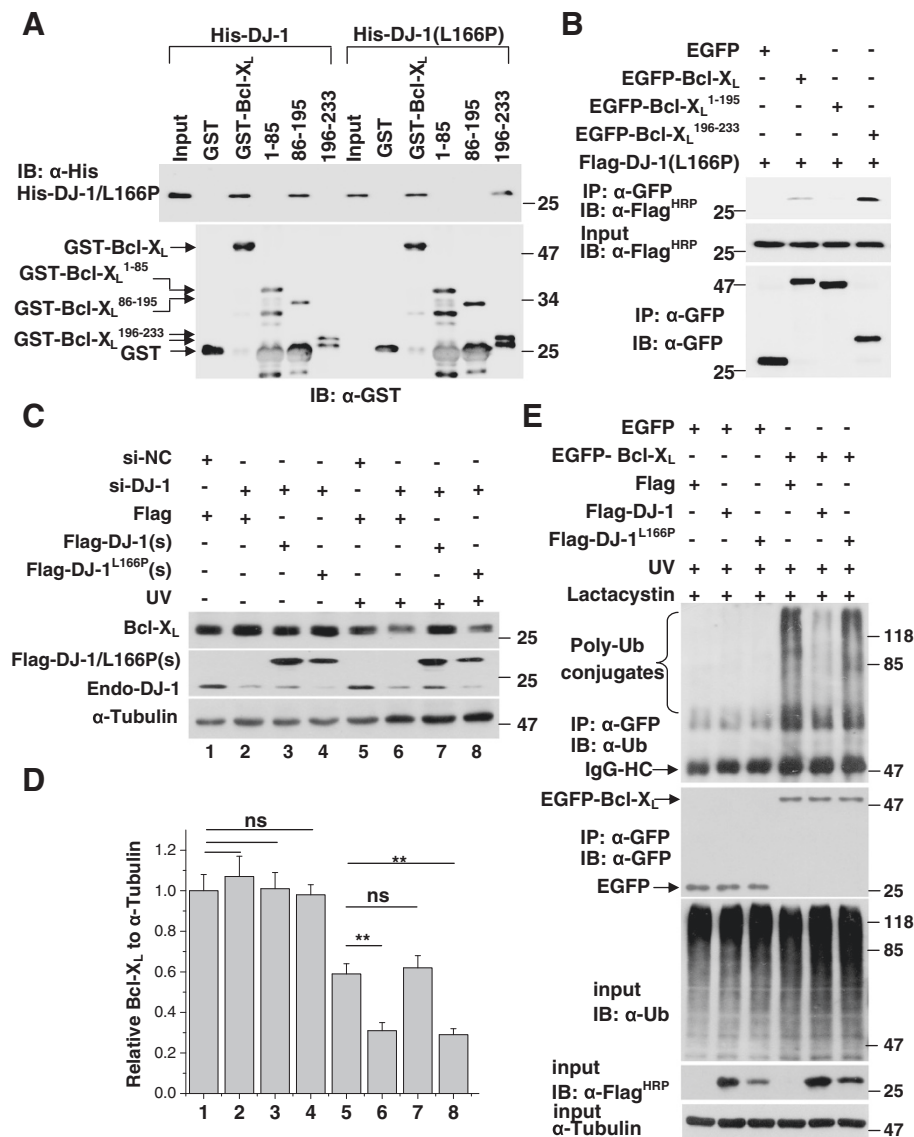 A
His-DJ-1
His-DJ-1(L166P)
Input
GST
GST-Bcl-XL
1-85
86-195
196-233
Input
GST
GST-Bcl-XL
1-85
86-195
196-233
IB: α-His
His-DJ-1/L166P
25
GST-Bcl-XL
GST-Bcl-XL1-85
GST-Bcl-XL86-195
GST-Bcl-XL196-233
GST
47
34
25
IB: α-GST
B
EGFP + - - -
EGFP-Bcl-XL - + - -
EGFP-Bcl-XL1-195 - - + -
EGFP-Bcl-XL196-233 - - - +
Flag-DJ-1(L166P) + + + +
IP: α-GFP
IB: α-FlagHRP
25
Input
IB: α-FlagHRP
25
47
IP: α-GFP
IB: α-GFP
25
C
si-NC + - - - + - - -
si-DJ-1 - + + + - + + +
Flag + + - - + + - -
Flag-DJ-1(s) - - + - - - + -
Flag-DJ-1L166P(s) - - - + - - - +
UV - - - - + + + +
Bcl-XL
25
Flag-DJ-1/L166P(s)
Endo-DJ-1
25
α-Tubulin
47
1 2 3 4 5 6 7 8
D
Relative Bcl-XL to α-Tubulin
1.2
1.0
0.8
0.6
0.4
0.2
0.0
ns
**
ns
**
1 2 3 4 5 6 7 8
E
EGFP + + + - - -
EGFP- Bcl-XL - - - + + +
Flag + - - + - -
Flag-DJ-1 - + - - + -
Flag-DJ-1L166P - - + - - +
UV + + + + + +
Lactacystin + + + + + +
Poly-Ub
conjugates
118
85
IP: α-GFP
IB: α-Ub
IgG-HC
47
EGFP-Bcl-XL
47
IP: α-GFP
IB: α-GFP
EGFP
25
118
85
input
IB: α-Ub
47
input
IB: α-FlagHRP
25
input
α-Tubulin
47